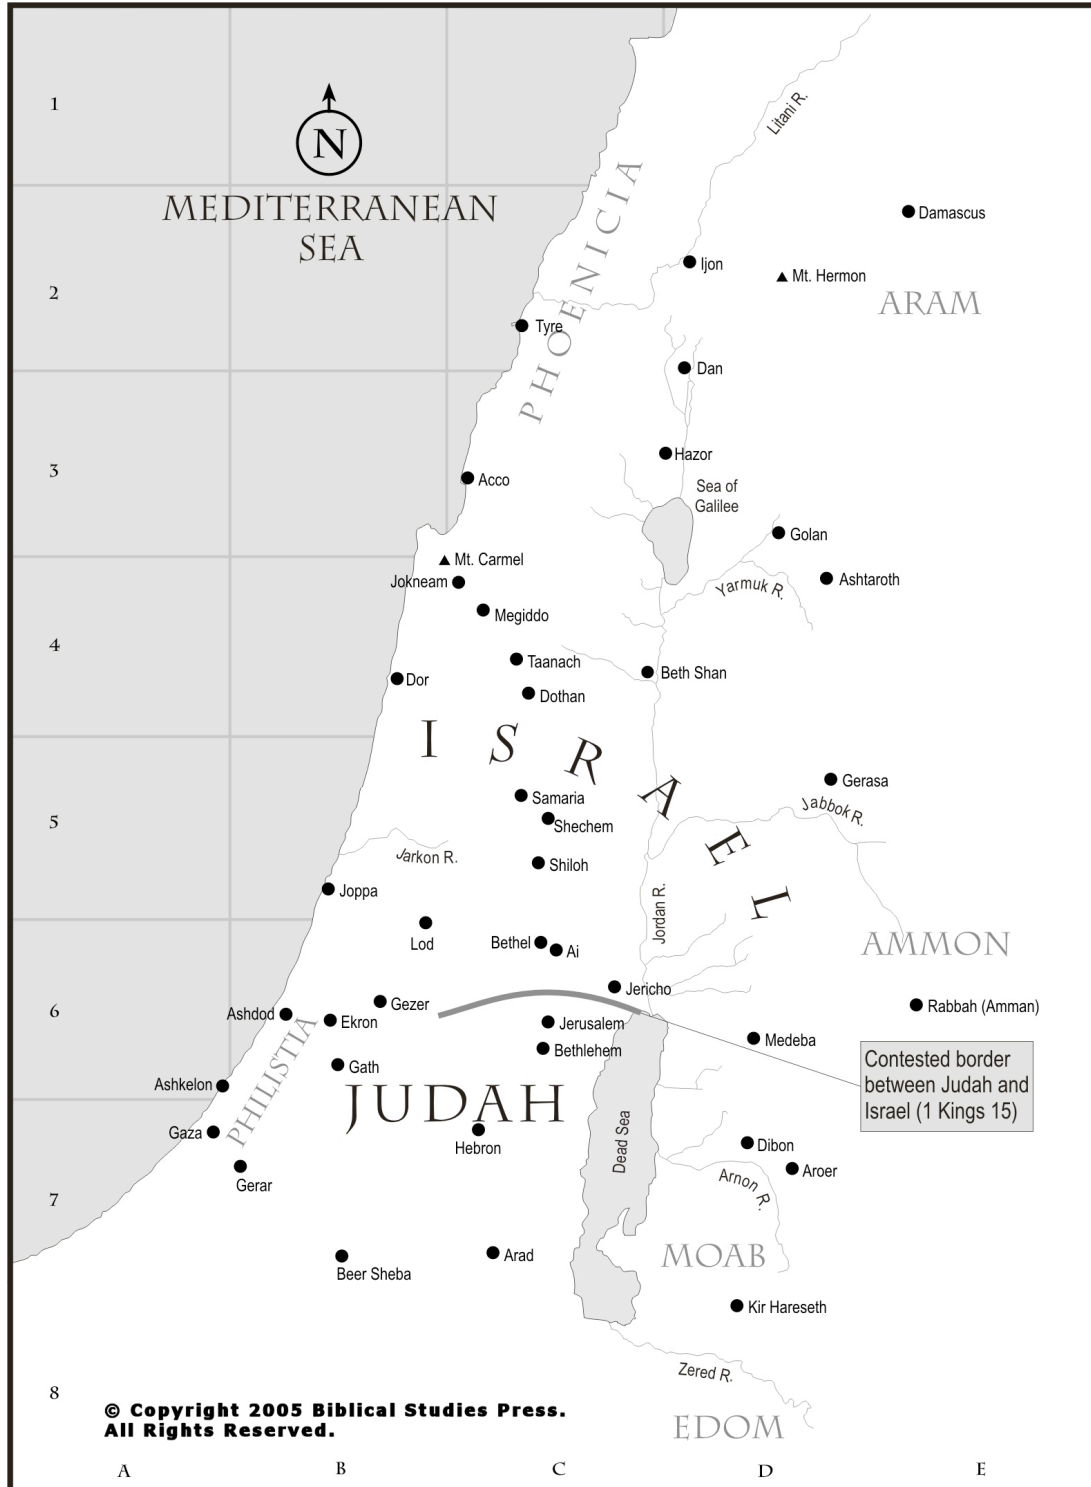 1
N
Litani R.
MEDITERRANEAN
SEA
PHOENICIA
Damascus
Ijon
Mt. Hermon
2
ARAM
Tyre
Dan
Hazor
3
Acco
Sea of
Galilee
Golan
Mt. Carmel
Jokneam
Ashtaroth
Yarmuk R.
Megiddo
4
Taanach
Beth Shan
Dor
Dothan
ISRAEL
Gerasa
Samaria
Jabbok R.
5
Shechem
Jarkon R.
Shiloh
Joppa
Jordan R.
Lod
Bethel
Ai
AMMON
Jericho
Gezer
Rabbah (Amman)
6
Ashdod
Ekron
Jerusalem
Medeba
Bethlehem
Contested border
between Judah and
Israel (1 Kings 15)
Gath
PHILISTIA
Ashkelon
JUDAH
Gaza
Hebron
Dead Sea
Dibon
Aroer
Gerar
Arnon R.
7
MOAB
Arad
Beer Sheba
Kir Hareseth
Zered R.
8
© Copyright 2005 Biblical Studies Press.
All Rights Reserved.
EDOM
A B C D E